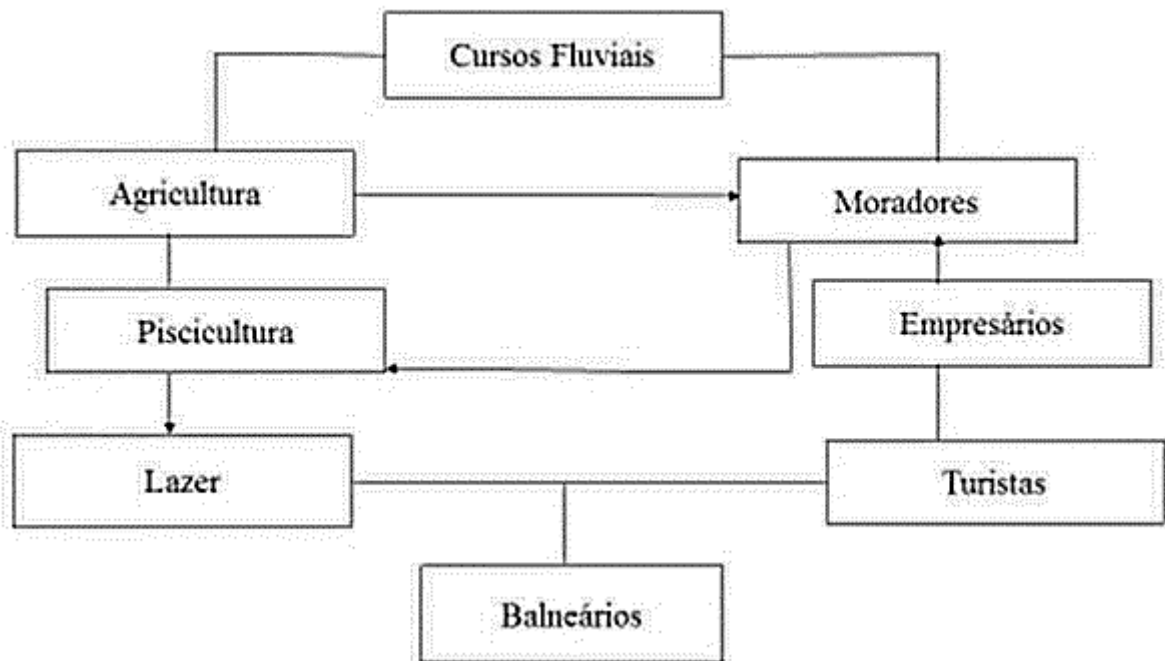 Cursos Fluviais
Agricultura
Moradores
Piscicultura
Empresários
Lazer
Turistas
Balneários